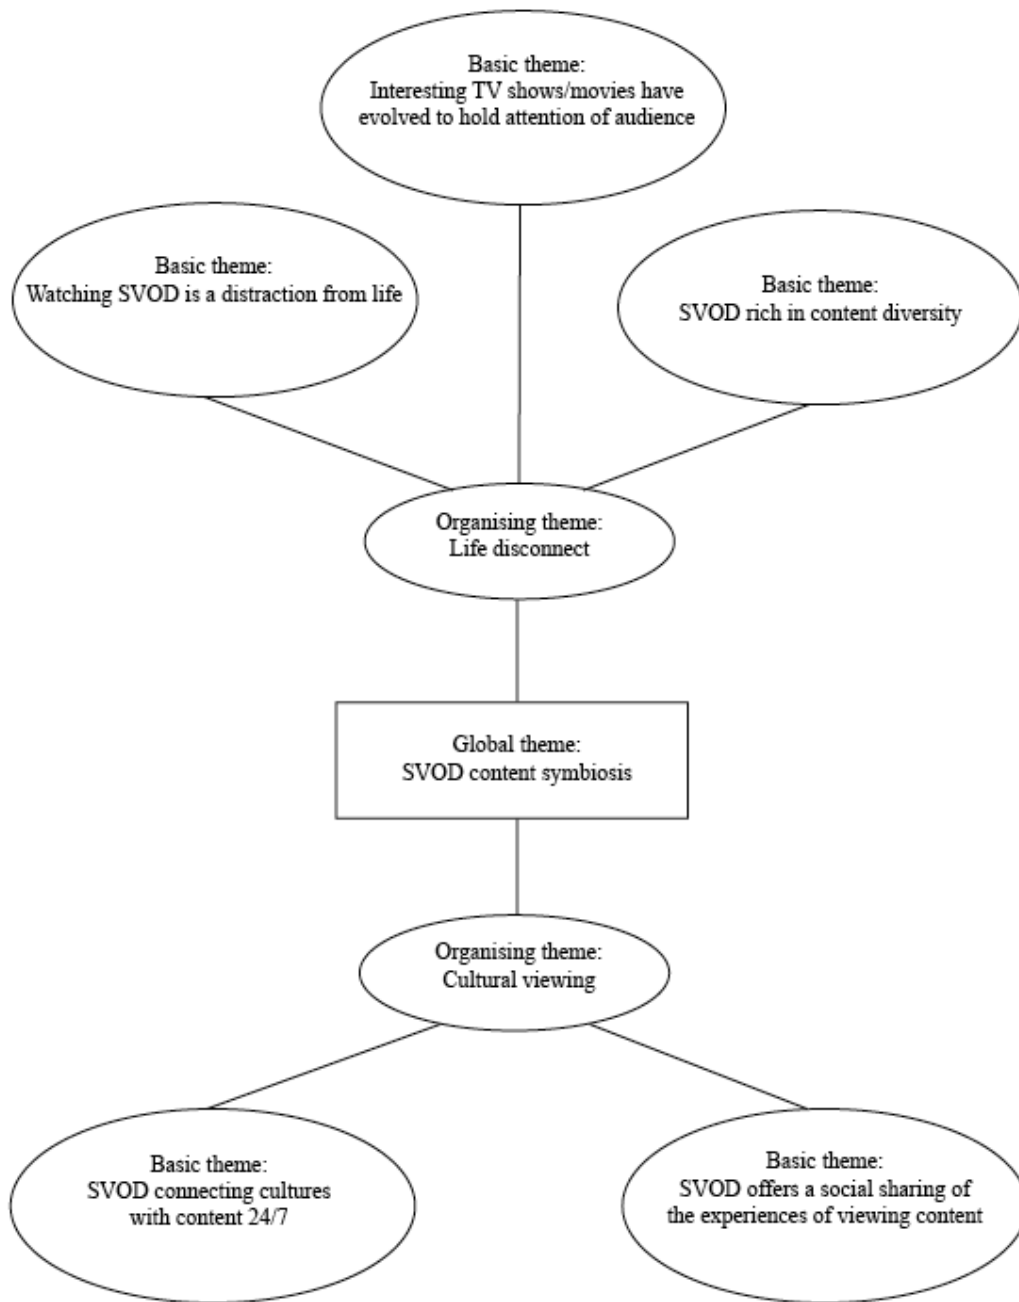 Basic theme:
Interesting TV shows/movies have
evolved to hold attention of audience
Basic theme:
Watching SVOD is a distraction from life
Basic theme:
SVOD rich in content diversity
Organising theme:
Life disconnect
Global theme:
SVOD content symbiosis
Organising theme:
Cultural viewing
Basic theme:
SVOD connecting cultures
with content 24/7
Basic theme:
SVOD offers a social sharing of
the experiences of viewing content